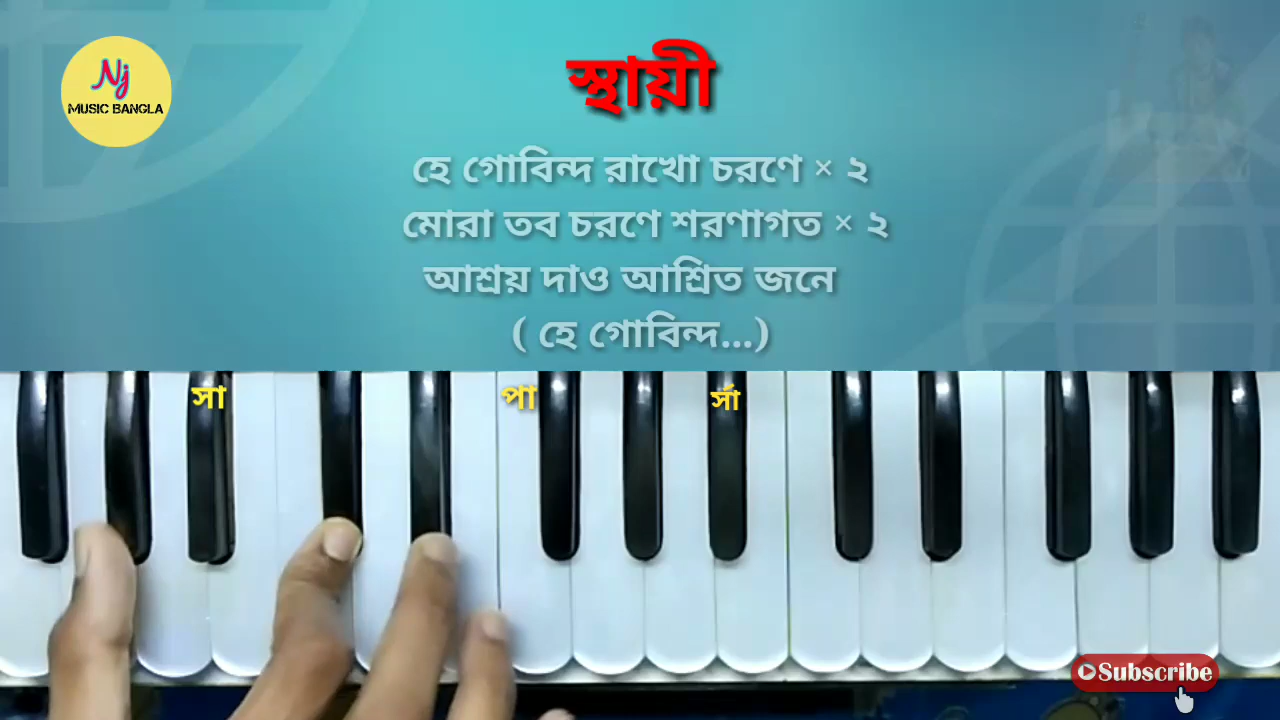 Nj
MUSIC BANGLA
স্থায়ী
হে গোবিন্দ রাখো চরণে × ২
মোরা তব চরণে শরণাগত × ২
আশ্রয় দাও আশ্রিত জনে
( হে গোবিন্দ...)
সা
পা
র্সা
Subscribe